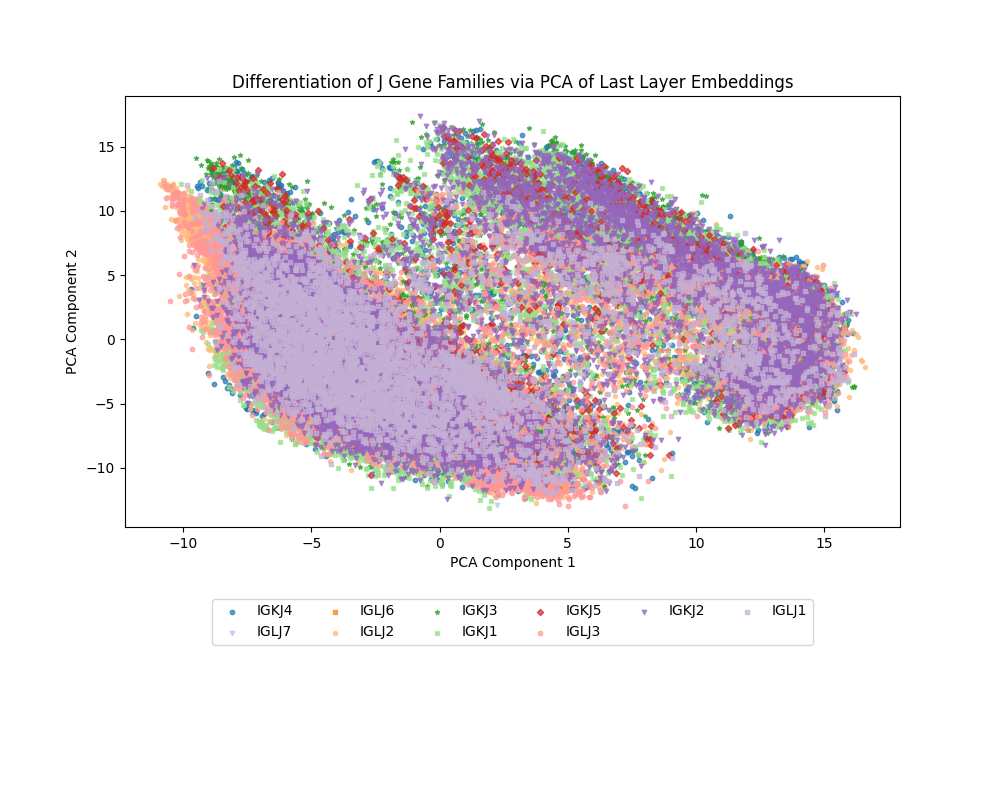 Differentiation of J Gene Families via PCA of Last Layer Embeddings
15
10
5
0
−5
−10
PCA Component 2
−10 −5 0 5 10 15
PCA Component 1
IGKJ4 IGLJ6 IGKJ3 IGKJ5 IGKJ2 IGLJ1
IGLJ7 IGLJ2 IGKJ1 IGLJ3